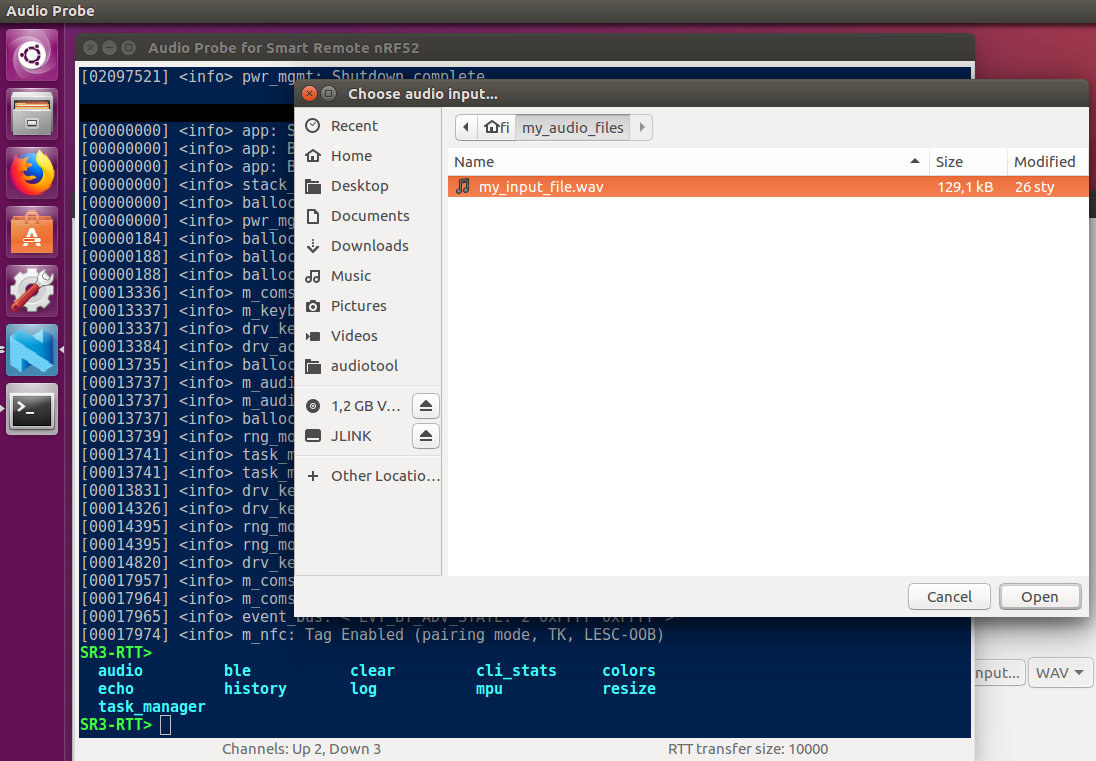 Audio Probe
Audio Probe for Smart Remote nRF52
[02097521] <info> pwr_mgmt: Shutdown complete
Choose audio input...
Recent
Home
Desktop
Documents
Downloads
Music
Pictures
Videos
audiotool
1,2 GB V...
JLINK
Other Locatio...
fi my_audio_files
Name Size Modified
my_input_file.wav 129,1 kB 26 sty
Cancel Open
[00000000] <info> app: S
[00000000] <info> app: B
[00000000] <info> app: B
[00000000] <info> stack_
[00000000] <info> balloc
[00000000] <info> pwr_mg
[00000184] <info> balloc
[00000188] <info> balloc
[00000188] <info> balloc
[00013336] <info> m_coms
[00013337] <info> m_keyb
[00013337] <info> drv_ke
[00013384] <info> drv_ac
[00013735] <info> balloc
[00013737] <info> m_audi
[00013737] <info> m_audi
[00013737] <info> balloc
[00013739] <info> rng_mo
[00013741] <info> task_m
[00013741] <info> task_m
[00013831] <info> drv_ke
[00014326] <info> drv_ke
[00014395] <info> rng_mo
[00014395] <info> rng_mo
[00014820] <info> drv_ke
[00017957] <info> m_coms
[00017964] <info> m_coms
[00017965] <info> event_bus: < EVT_BT_ADV_STATE: 2 0xFFFF 0xFFFF >
[00017974] <info> m_nfc: Tag Enabled (pairing mode, TK, LESC-OOB)
SR3-RTT>
audio ble clear cli_stats colors
echo history log mpu resize
task_manager
SR3-RTT>
nput... WAV
Channels: Up 2, Down 3 RTT transfer size: 10000